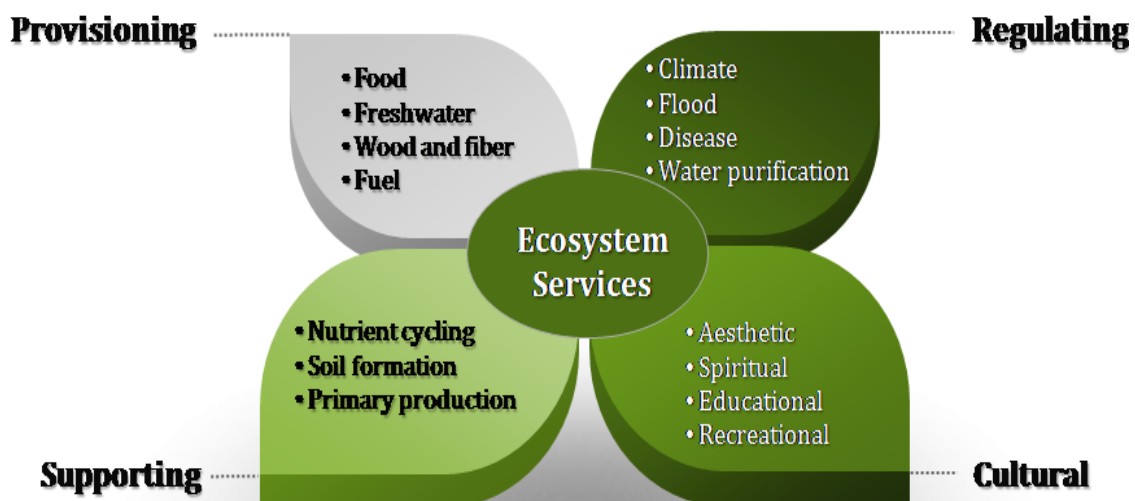 Provisioning
• Food
• Freshwater
• Wood and fiber
• Fuel
Regulating
• Climate
• Flood
• Disease
• Water purification
Ecosystem
Services
• Nutrient cycling
• Soil formation
• Primary production
Supporting
• Aesthetic
• Spiritual
• Educational
• Recreational
Cultural